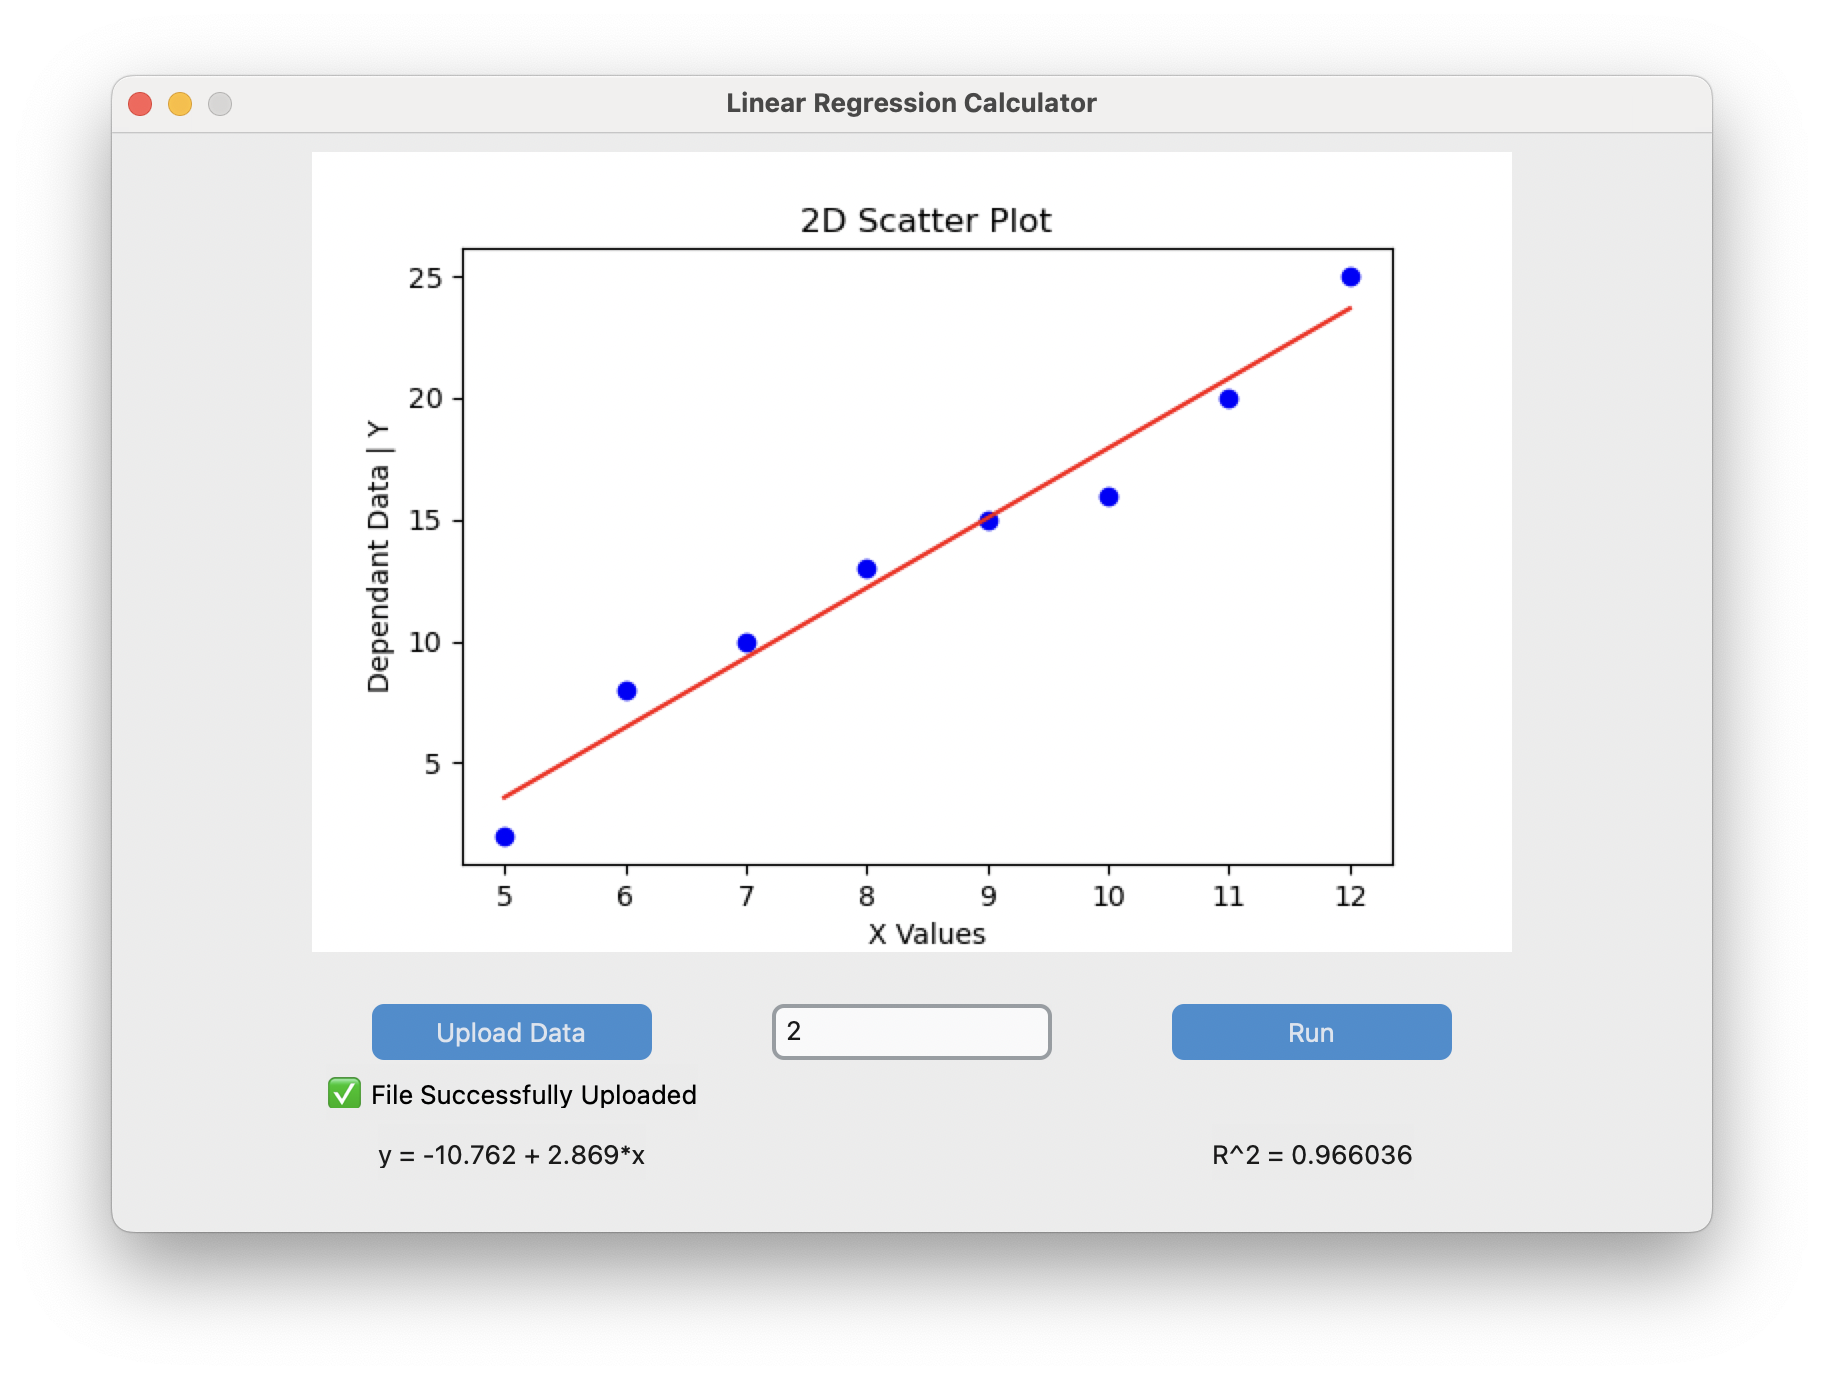 Linear Regression Calculator
2D Scatter Plot
25
20
15
10
5
Dependant Data | Y
5 6 7 8 9 10 11 12
X Values
Upload Data
2
Run
✅ File Successfully Uploaded
y = -10.762 + 2.869*x
R^2 = 0.966036